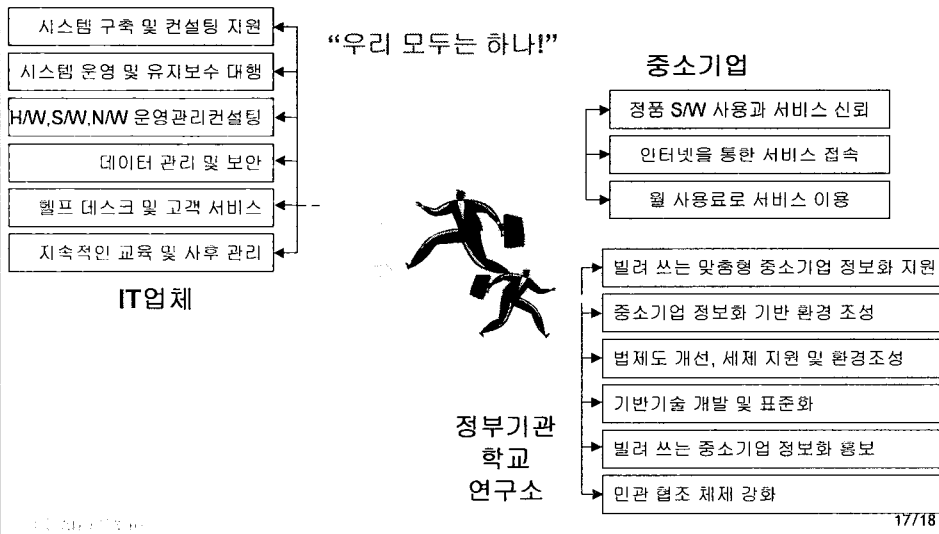 시스템 구축 및 컨설팅 지원
시스템 운영 및 유지보수 대행
H/W,S/W,N/W 운영관리컨설팅
데이터 관리 및 보안
헬프 데스크 및 고객 서비스
지속적인 교육 및 사후 관리
IT업체
“우리 모두는 하나!”
중소기업
정품 S/W 사용과 서비스 신뢰
인터넷을 통한 서비스 접속
월 사용료로 서비스 이용
빌려 쓰는 맞춤형 중소기업 정보화 지원
중소기업 정보화 기반 환경 조성
법제도 개선, 세제 지원 및 환경조성
기반기술 개발 및 표준화
빌려 쓰는 중소기업 정보화 홍보
민관 협조 체제 강화
정부기관
학교
연구소
17/18